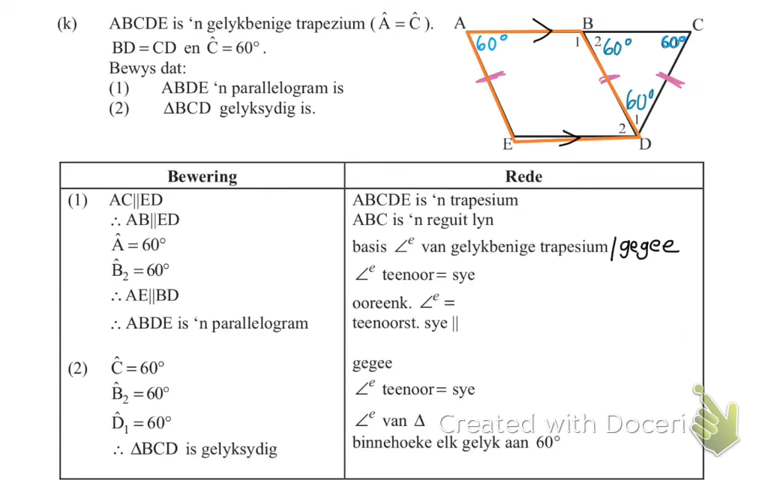 (k) ABCDE is 'n gelykbenige trapezium ( Â = Ĉ ).
BD = CD en Ĉ = 60° .
Bewys dat:
(1) ABDE 'n parallelogram is
(2) ΔBCD gelyksydig is.
A B C
60° 1 2 60° 60°
60°
2 1
E D
Bewering Rede
(1) AC||ED ABCDE is 'n trapesium
∴ AB||ED ABC is 'n reguit lyn
Â = 60° basis ∠ᵉ van gelykbenige trapesium/gegee
B̂₂ = 60° ∠ᵉ teenoor= sye
∴ AE||BD ooreenk. ∠ᵉ =
∴ ABDE is 'n parallelogram teenoorst. sye ||
(2) Ĉ = 60° gegee
B̂₂ = 60° ∠ᵉ teenoor= sye
D̂₁ = 60° ∠ᵉ van Δ
∴ ΔBCD is gelyksydig binnehoeke elk gelyk aan 60°
Created with Doceri